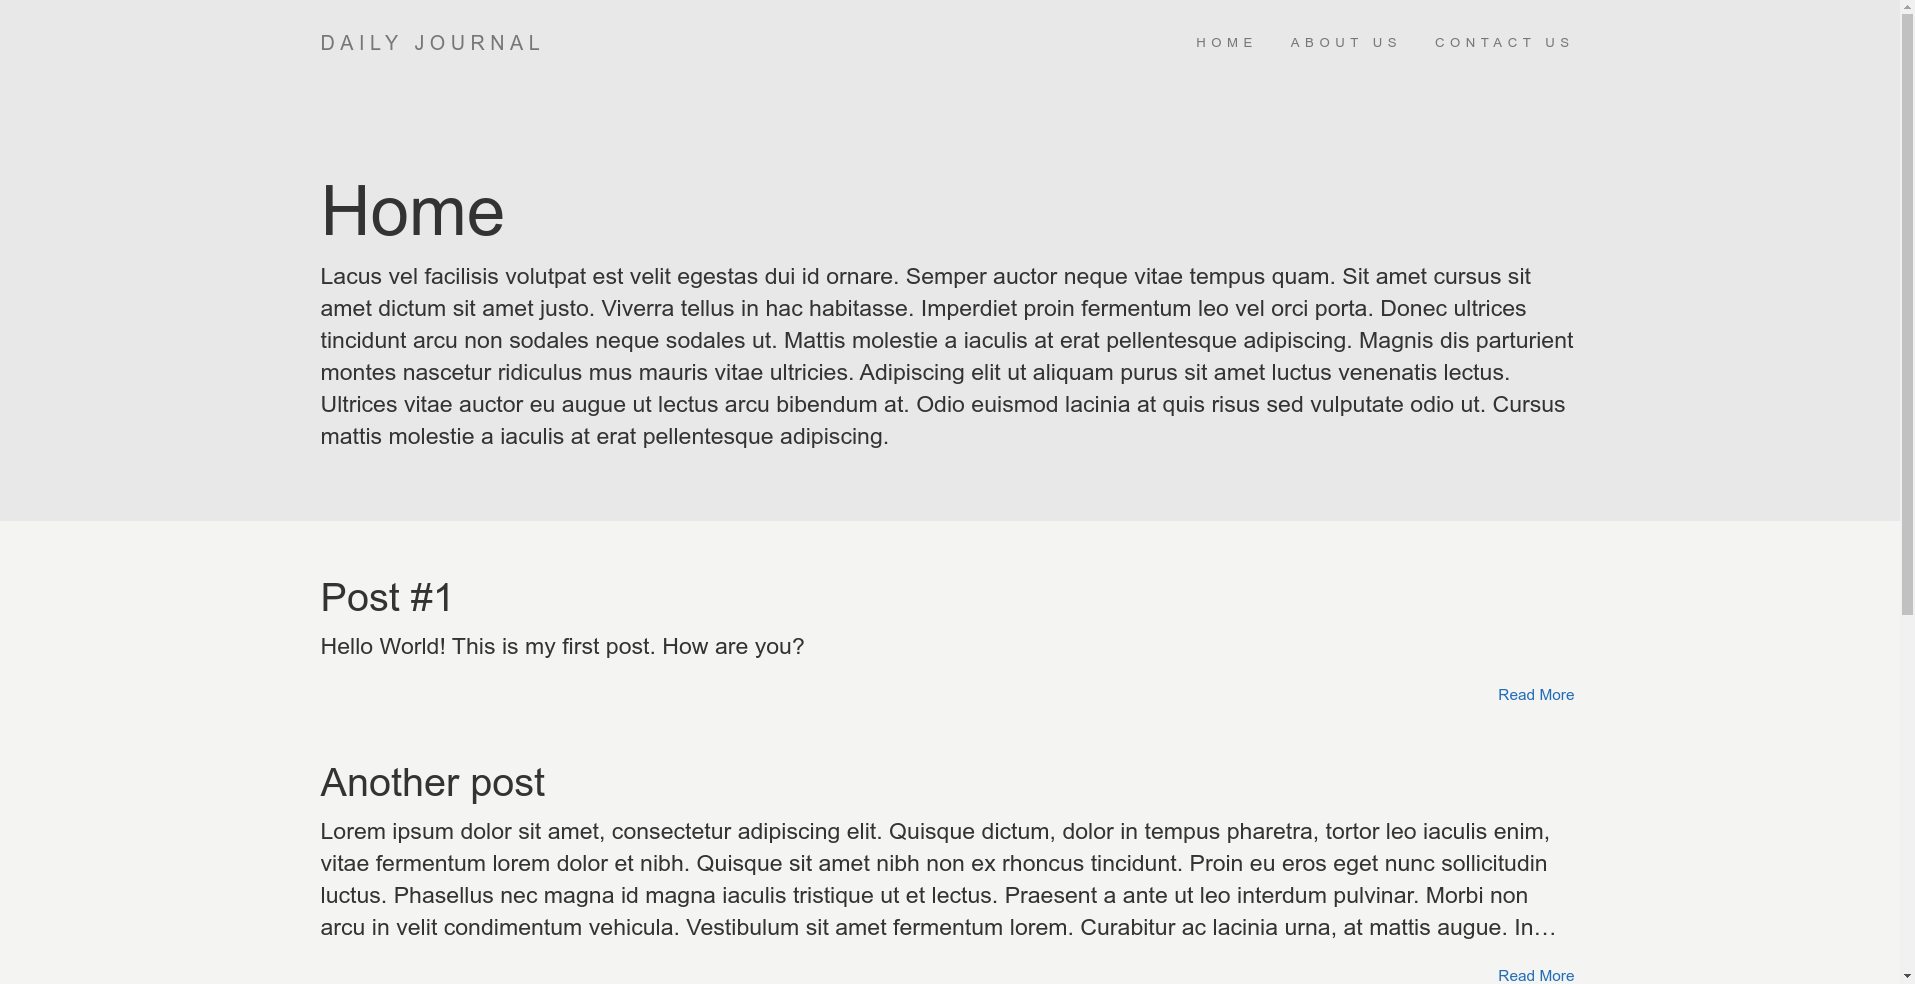 DAILY JOURNAL
HOME ABOUT US CONTACT US
Home
Lacus vel facilisis volutpat est velit egestas dui id ornare. Semper auctor neque vitae tempus quam. Sit amet cursus sit
amet dictum sit amet justo. Viverra tellus in hac habitasse. Imperdiet proin fermentum leo vel orci porta. Donec ultrices
tincidunt arcu non sodales neque sodales ut. Mattis molestie a iaculis at erat pellentesque adipiscing. Magnis dis parturient
montes nascetur ridiculus mus mauris vitae ultricies. Adipiscing elit ut aliquam purus sit amet luctus venenatis lectus.
Ultrices vitae auctor eu augue ut lectus arcu bibendum at. Odio euismod lacinia at quis risus sed vulputate odio ut. Cursus
mattis molestie a iaculis at erat pellentesque adipiscing.
Post #1
Hello World! This is my first post. How are you?
Read More
Another post
Lorem ipsum dolor sit amet, consectetur adipiscing elit. Quisque dictum, dolor in tempus pharetra, tortor leo iaculis enim,
vitae fermentum lorem dolor et nibh. Quisque sit amet nibh non ex rhoncus tincidunt. Proin eu eros eget nunc sollicitudin
luctus. Phasellus nec magna id magna iaculis tristique ut et lectus. Praesent a ante ut leo interdum pulvinar. Morbi non
arcu in velit condimentum vehicula. Vestibulum sit amet fermentum lorem. Curabitur ac lacinia urna, at mattis augue. In…
Read More